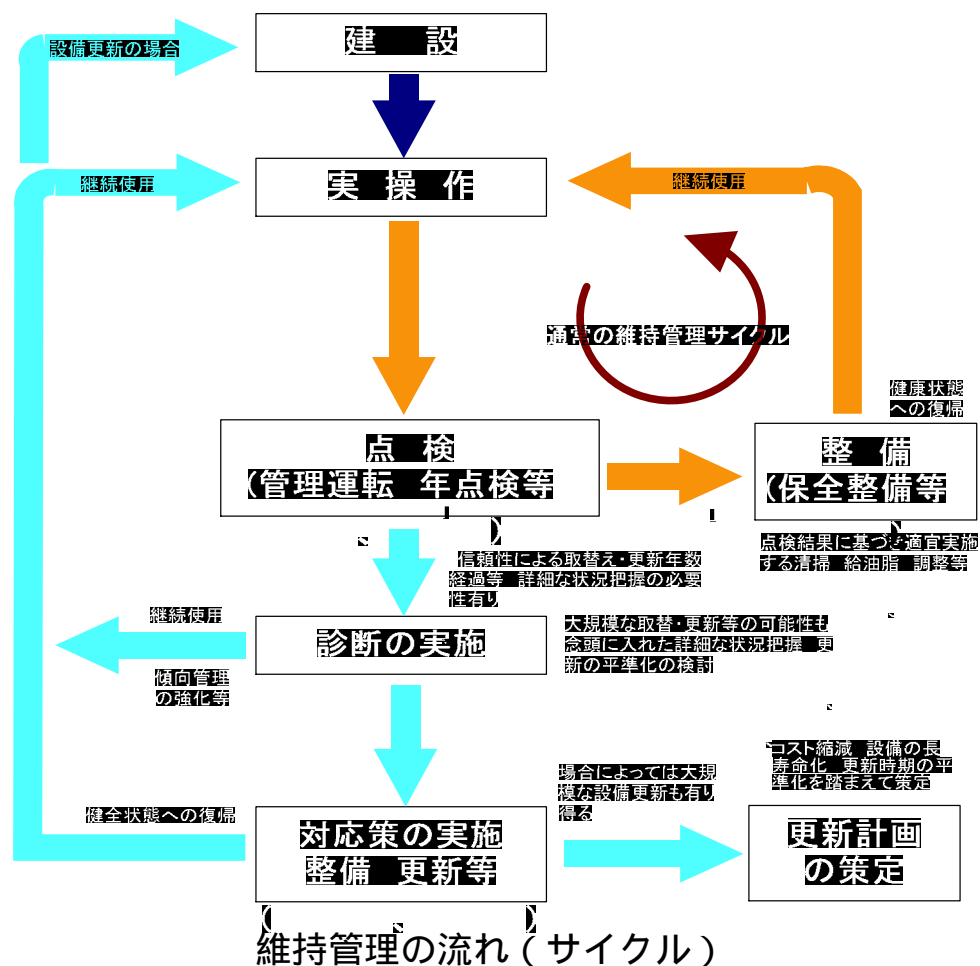 建 設
設備更新の場合
実 操 作
継続使用
継続使用
通常の維持管理サイクル
健康状態
への復帰
点 検
(管理運転、年点検等)
整 備
(保全整備等)
点検結果に基づき適宜実施
する清掃、給油脂、調整等
信頼性による取替え・更新年数
経過等、詳細な状況把握の必要
性有り
継続使用
診断の実施
大規模な取替・更新等の可能性も
念頭に入れた詳細な状況把握、更
新の平準化の検討
傾向管理
の強化等
コスト縮減、設備の長
寿命化、更新時期の平
準化を踏まえて策定
場合によっては大規
模な設備更新も有り
得る
健全状態への復帰
対応策の実施
(整備、更新等)
更新計画
の策定
維持管理の流れ(サイクル)